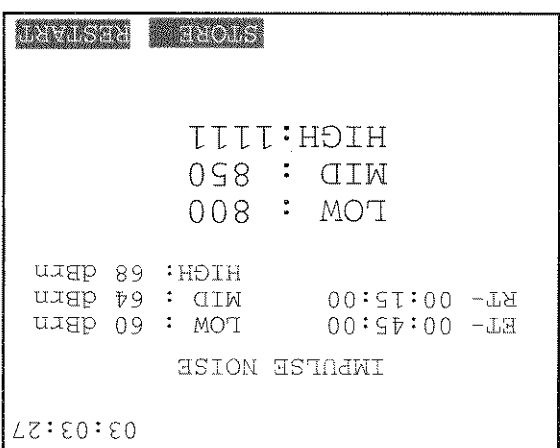 03:03:27
IMPULSE NOISE
ET- 00:45:00 LOW : 60 dBrn
RT- 00:15:00 MID : 64 dBrn
HIGH: 68 dBrn
LOW : 800
MID : 850
HIGH:1111
STORE RESTART